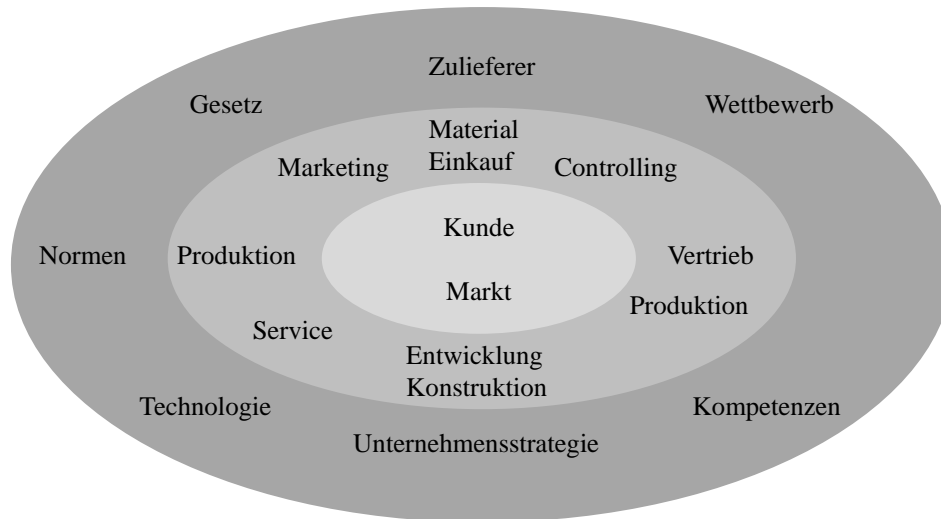 Zulieferer
Gesetz
Wettbewerb
Material
Einkauf
Marketing
Controlling
Kunde
Normen
Produktion
Vertrieb
Markt
Produktion
Service
Entwicklung
Konstruktion
Technologie
Kompetenzen
Unternehmensstrategie